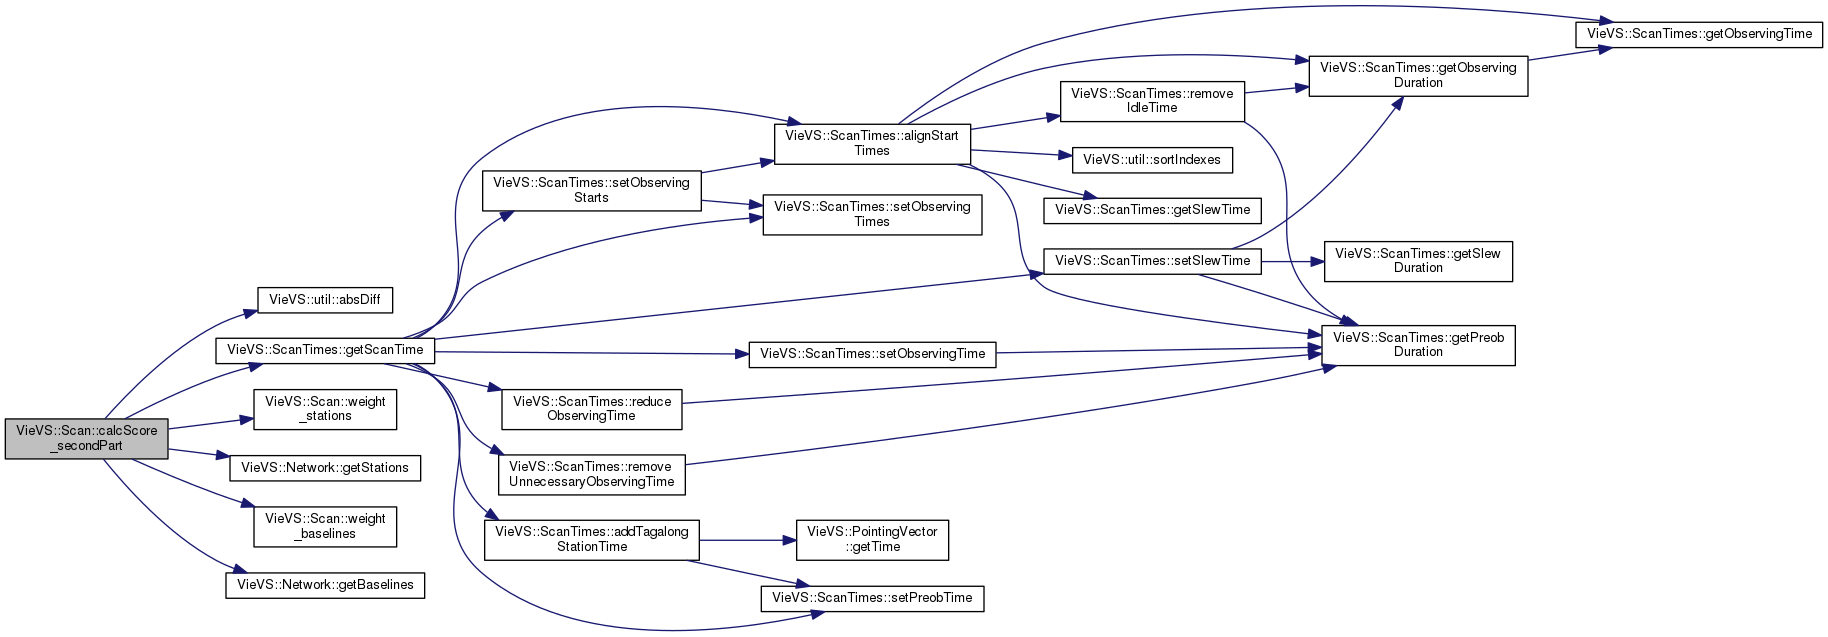 VieVS::Scan::calcScore
_secondPart
VieVS::util::absDiff
VieVS::ScanTimes::getScanTime
VieVS::Scan::weight
_stations
VieVS::Network::getStations
VieVS::Scan::weight
_baselines
VieVS::Network::getBaselines
VieVS::ScanTimes::setObserving
Starts
VieVS::ScanTimes::reduce
ObservingTime
VieVS::ScanTimes::remove
UnnecessaryObservingTime
VieVS::ScanTimes::addTagalong
StationTime
VieVS::ScanTimes::alignStart
Times
VieVS::ScanTimes::setObserving
Times
VieVS::ScanTimes::setObservingTime
VieVS::PointingVector
::getTime
VieVS::ScanTimes::setPreobTime
VieVS::ScanTimes::remove
IdleTime
VieVS::util::sortIndexes
VieVS::ScanTimes::getSlewTime
VieVS::ScanTimes::setSlewTime
VieVS::ScanTimes::getObserving
Duration
VieVS::ScanTimes::getSlew
Duration
VieVS::ScanTimes::getPreob
Duration
VieVS::ScanTimes::getObservingTime